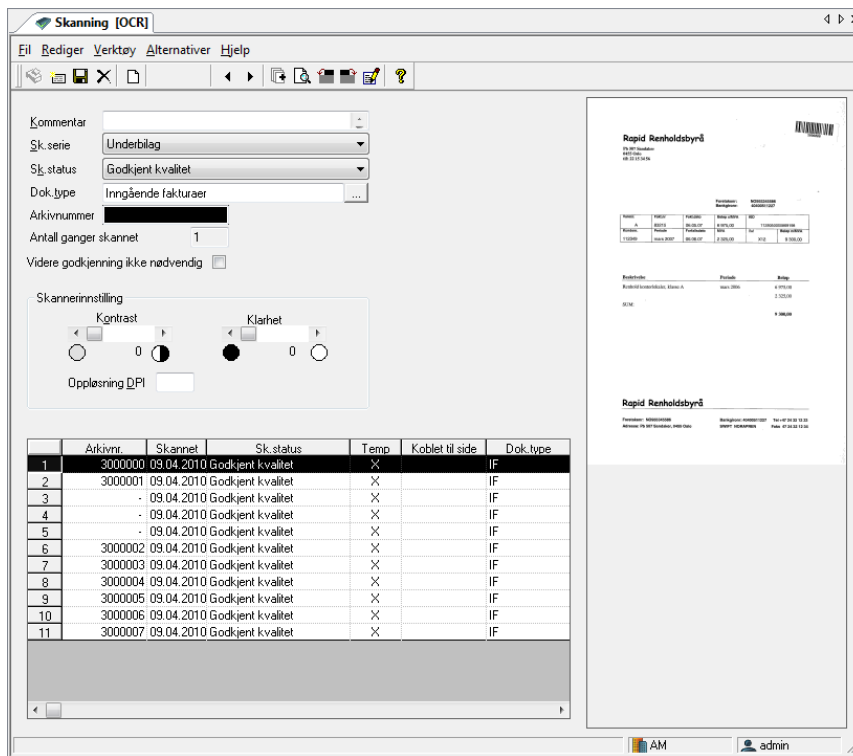 Skanning [OCR]
Fil Rediger Verktøy Alternativer Hjelp
Kommentar
Sk.serie Underbilag
Sk.status Godkjent kvalitet
Dok.type Inngående fakturaer ...
Arkivnummer
Antall ganger skannet 1
Videre godkjenning ikke nødvendig
Skannerinnstilling
Kontrast Klarhet
0 0
Oppløsning DPI
Arkivnr. Skannet Sk.status Temp Koblet til side Dok.type
1 3000000 09.04.2010 Godkjent kvalitet X IF
2 3000001 09.04.2010 Godkjent kvalitet X IF
3 - 09.04.2010 Godkjent kvalitet X IF
4 - 09.04.2010 Godkjent kvalitet X IF
5 - 09.04.2010 Godkjent kvalitet X IF
6 3000002 09.04.2010 Godkjent kvalitet X IF
7 3000003 09.04.2010 Godkjent kvalitet X IF
8 3000004 09.04.2010 Godkjent kvalitet X IF
9 3000005 09.04.2010 Godkjent kvalitet X IF
10 3000006 09.04.2010 Godkjent kvalitet X IF
11 3000007 09.04.2010 Godkjent kvalitet X IF
Rapid Renholdsbyrå
Periode
mars 2006
SUM
9 300,00
Rapid Renholdsbyrå
AM admin